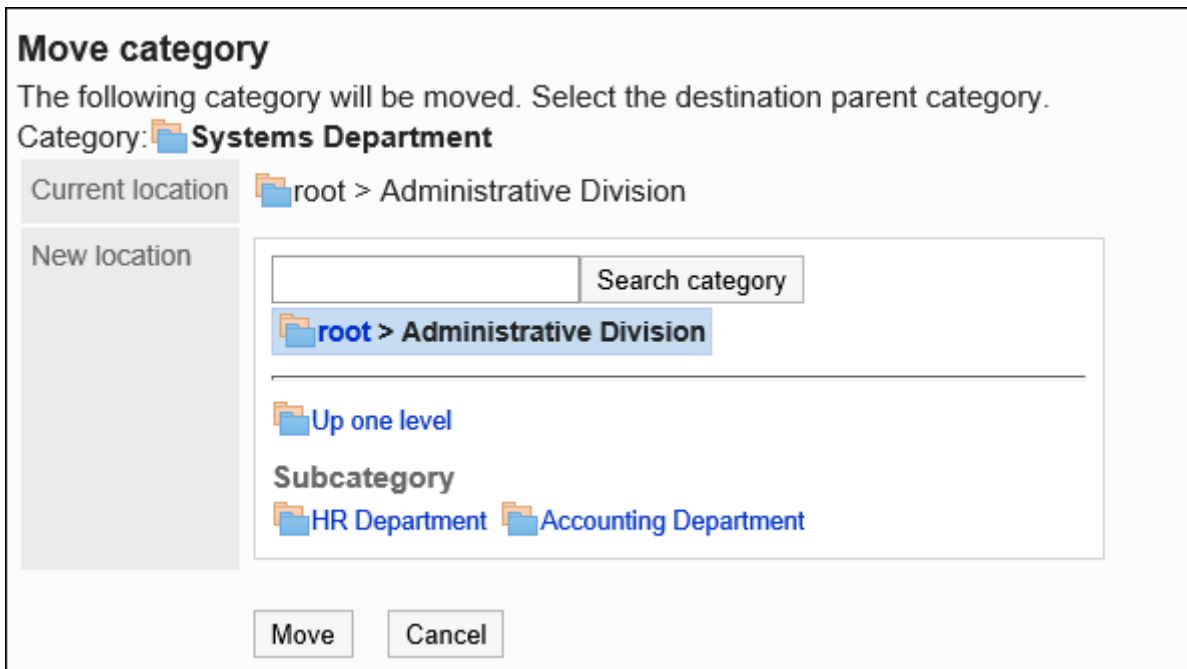 Move category
The following category will be moved. Select the destination parent category.
Category: Systems Department
Current location root > Administrative Division
New location
Search category
root > Administrative Division
Up one level
Subcategory
HR Department Accounting Department
Move Cancel